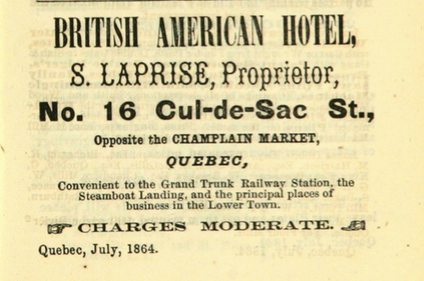 BRITISH AMERICAN HOTEL,
S. LAPRISE, Proprietor,
No. 16 Cul-de-Sac St.,
Opposite the CHAMPLAIN MARKET,
QUEBEC,
Convenient to the Grand Trunk Railway Station, the
Steamboat Landing, and the principal places of
business in the Lower Town.
☞ CHARGES MODERATE. ☜
Quebec, July, 1864.